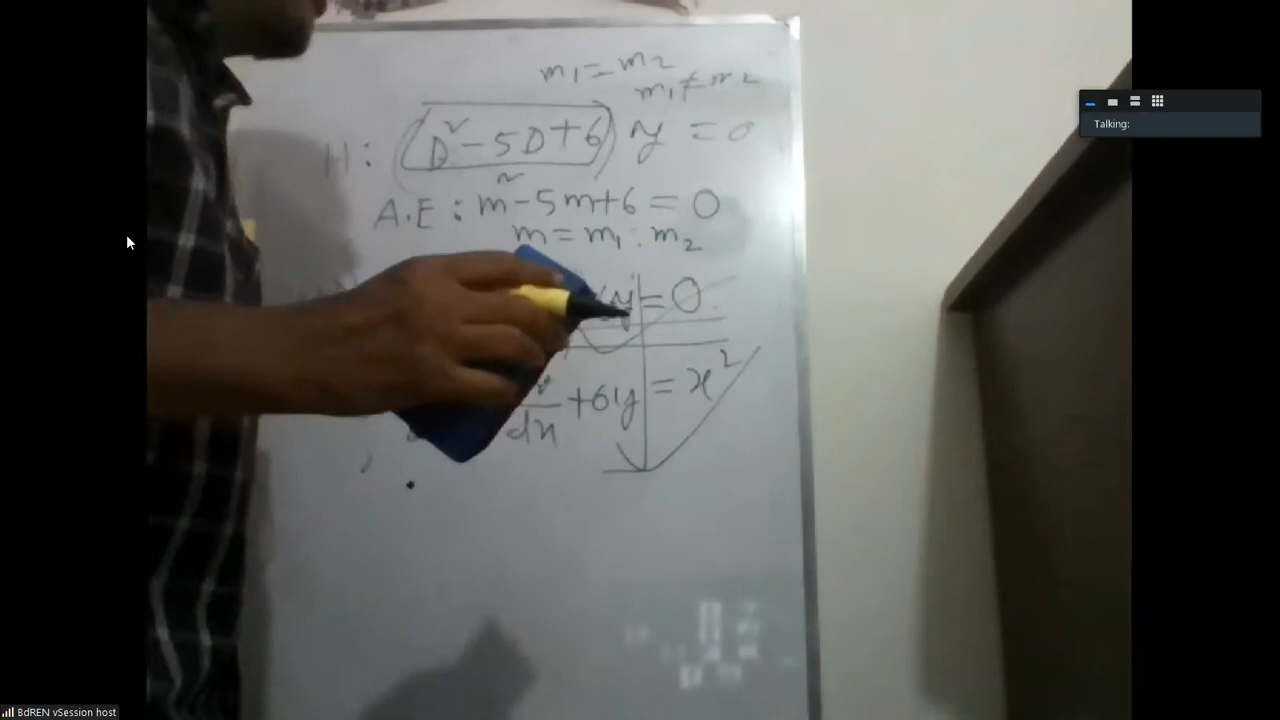 m₁ = m₂
m₁ ≠ m₂
H : (D² - 5D + 6) y = 0
A.E : m² - 5m + 6 = 0
m = m₁ : m₂
y = 0
dx + 6y = x²
Talking:
BdREN vSession host